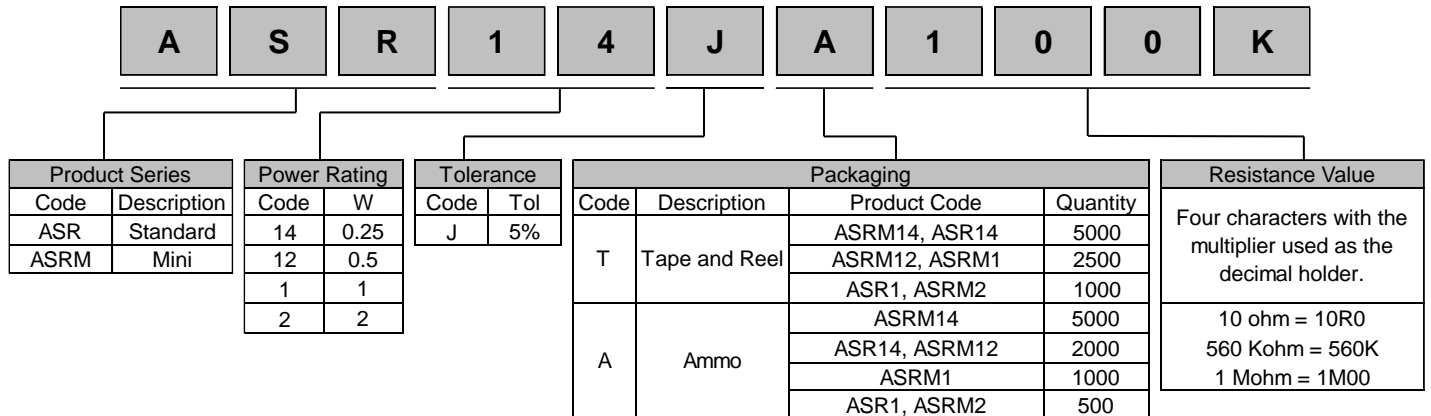 A S R 1 4 J A 1 0 0 K
Product Series
Code Description
ASR Standard
ASRM Mini
Power Rating
Code W
14 0.25
12 0.5
1 1
2 2
Tolerance
Code Tol
J 5%
Packaging
Code Description Product Code Quantity
T Tape and Reel
ASRM14, ASR14 5000
ASRM12, ASRM1 2500
ASR1, ASRM2 1000
A Ammo
ASRM14 5000
ASR14, ASRM12 2000
ASRM1 1000
ASR1, ASRM2 500
Resistance Value
Four characters with the
multiplier used as the
decimal holder.
10 ohm = 10R0
560 Kohm = 560K
1 Mohm = 1M00